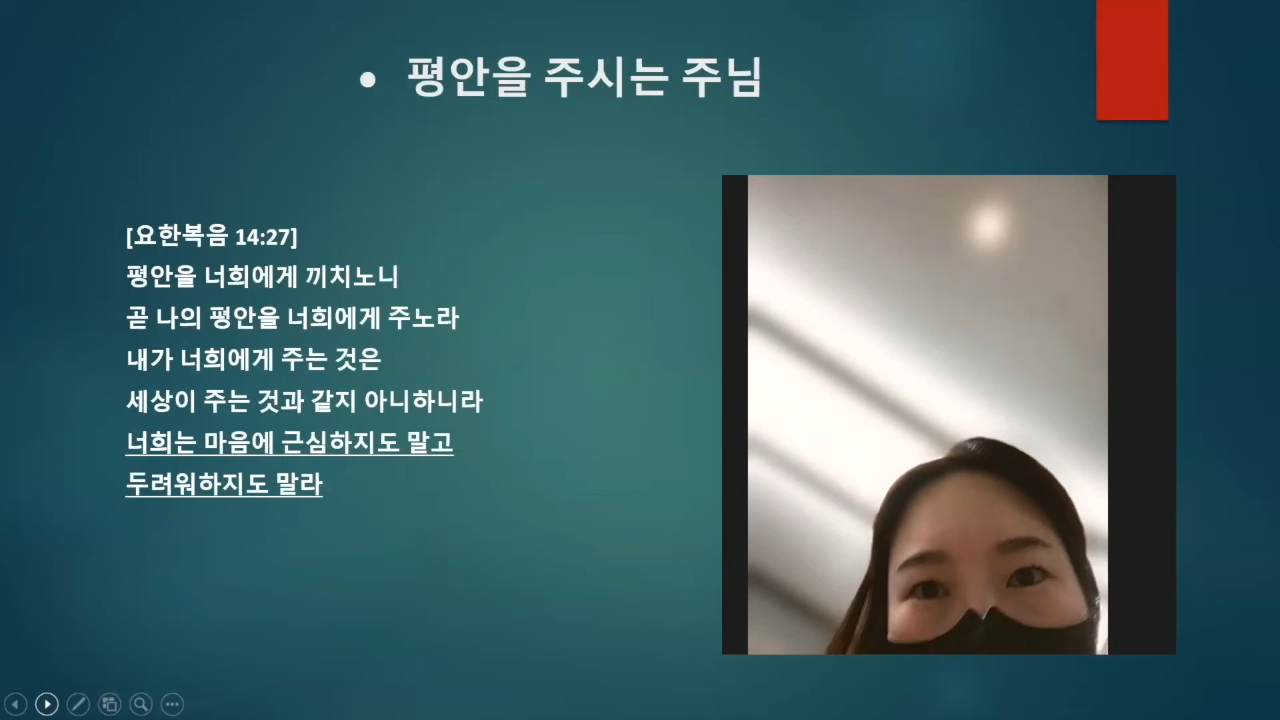 • 평안을 주시는 주님
[요한복음 14:27]
평안을 너희에게 끼치노니
곧 나의 평안을 너희에게 주노라
내가 너희에게 주는 것은
세상이 주는 것과 같지 아니하니라
너희는 마음에 근심하지도 말고
두려워하지도 말라